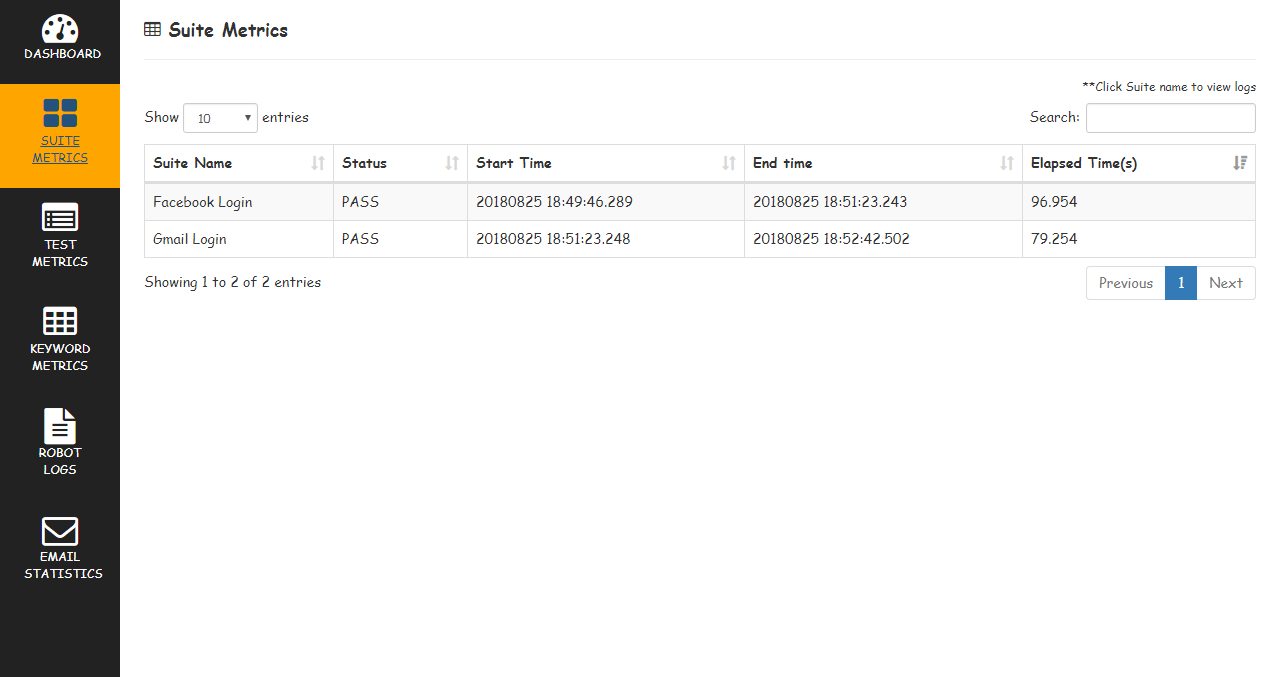 DASHBOARD
SUITE
METRICS
TEST
METRICS
KEYWORD
METRICS
ROBOT
LOGS
EMAIL
STATISTICS
Suite Metrics
**Click Suite name to view logs
Show 10 entries Search:
Suite Name Status Start Time End time Elapsed Time(s)
Facebook Login PASS 20180825 18:49:46.289 20180825 18:51:23.243 96.954
Gmail Login PASS 20180825 18:51:23.248 20180825 18:52:42.502 79.254
Showing 1 to 2 of 2 entries Previous 1 Next